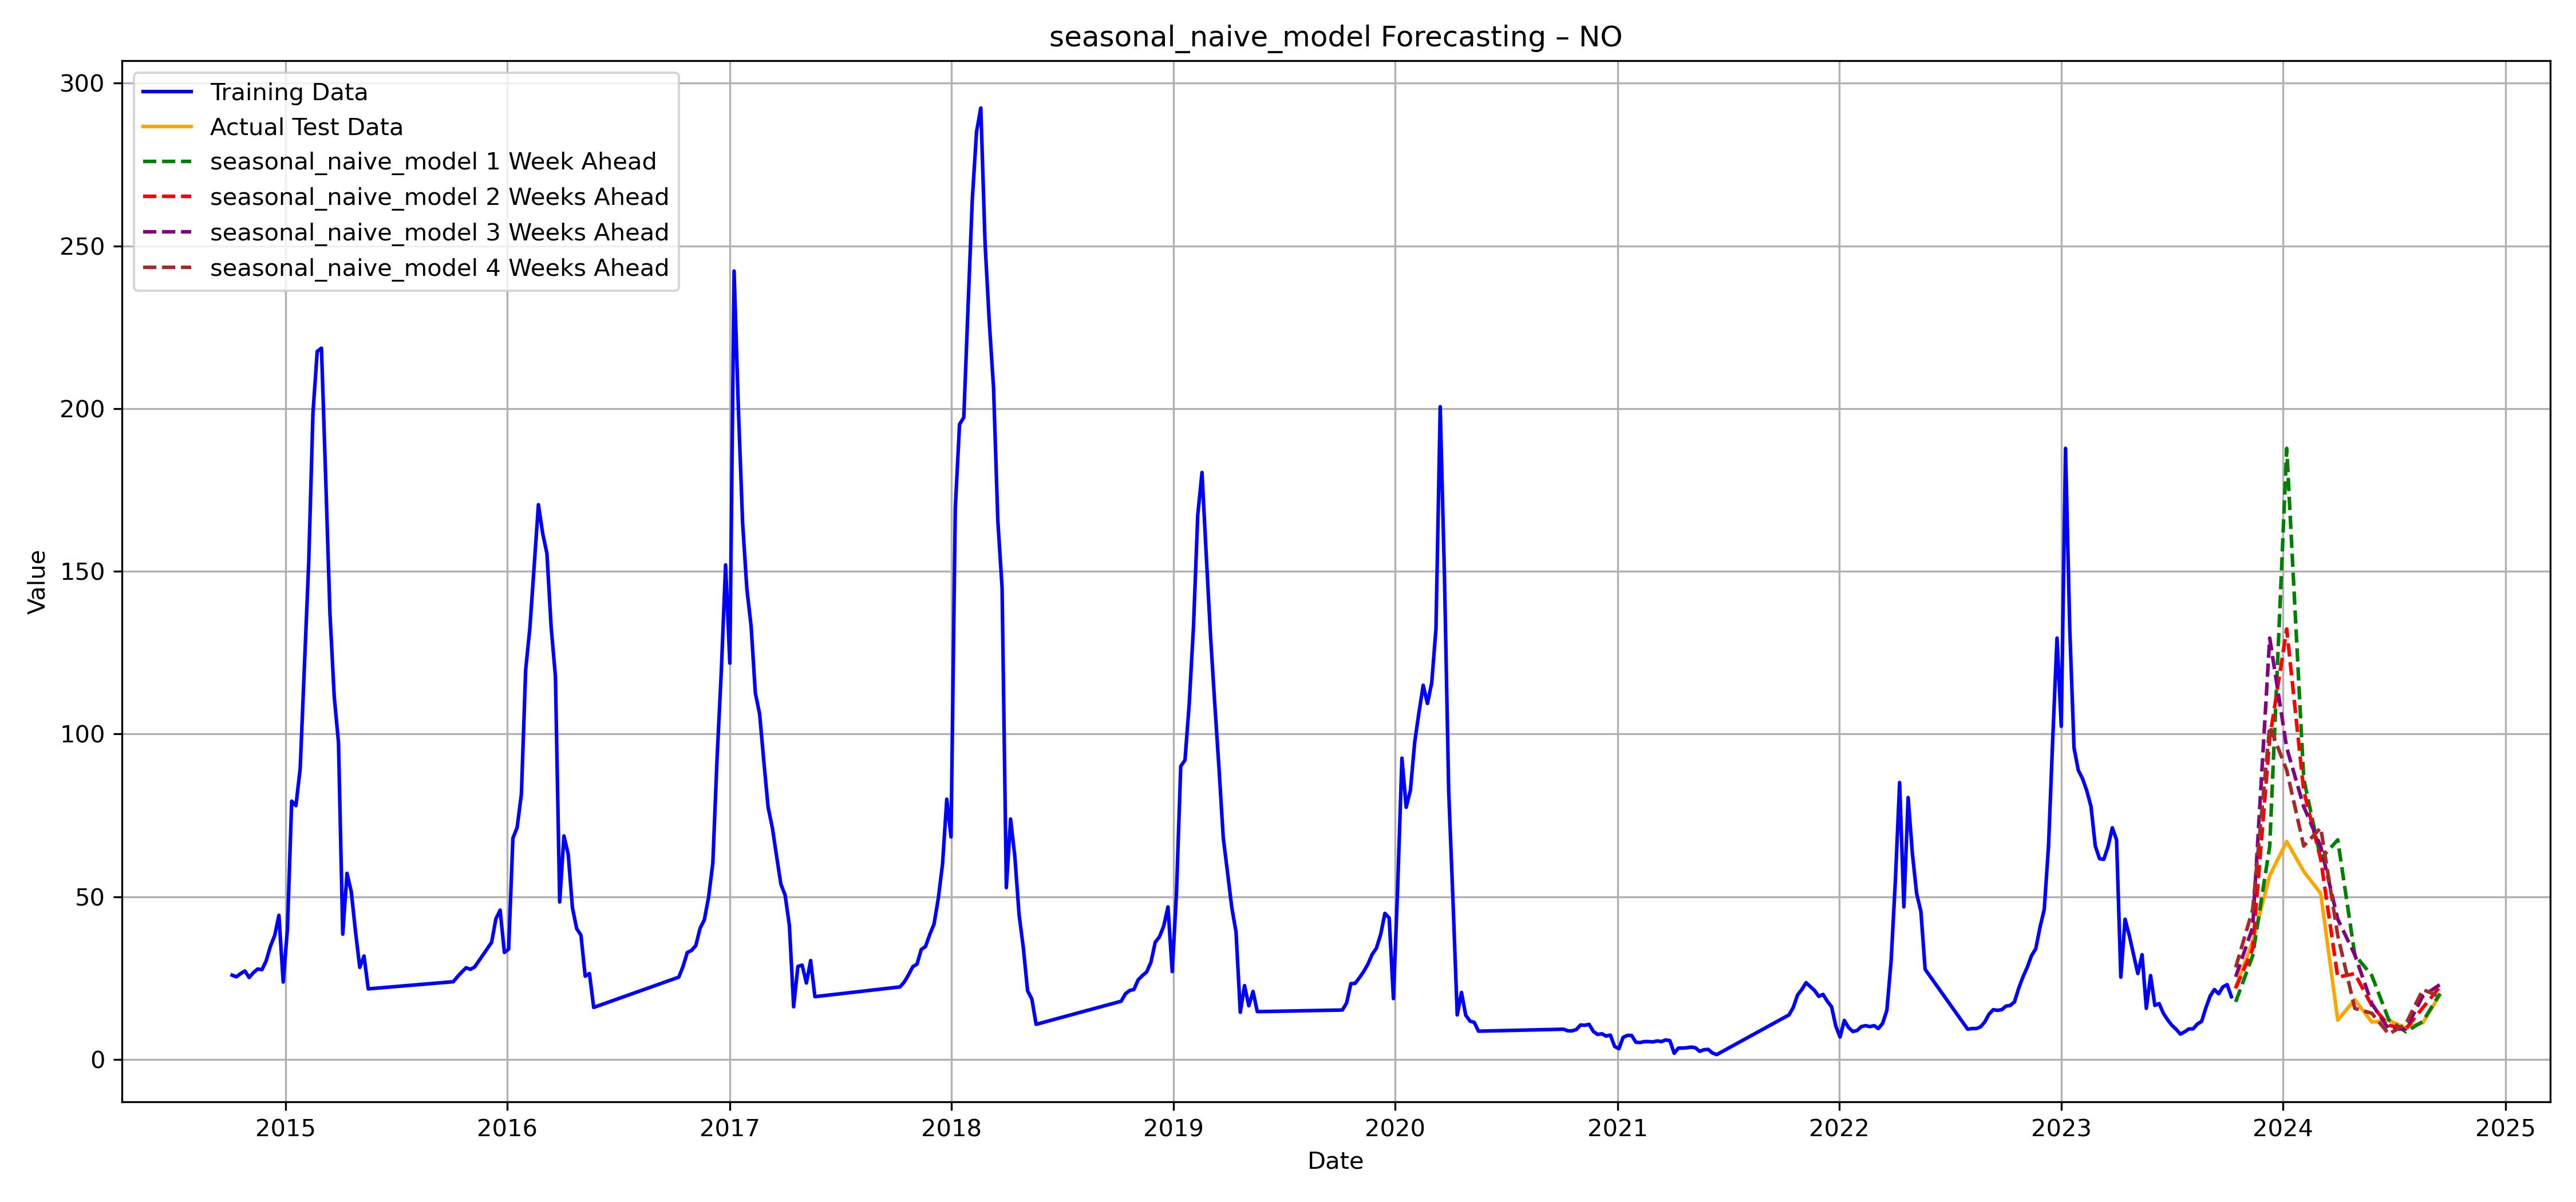 seasonal_naive_model Forecasting – NO
300
250
200
150
100
50
0
Value
Training Data
Actual Test Data
seasonal_naive_model 1 Week Ahead
seasonal_naive_model 2 Weeks Ahead
seasonal_naive_model 3 Weeks Ahead
seasonal_naive_model 4 Weeks Ahead
2015 2016 2017 2018 2019 2020 2021 2022 2023 2024 2025
Date